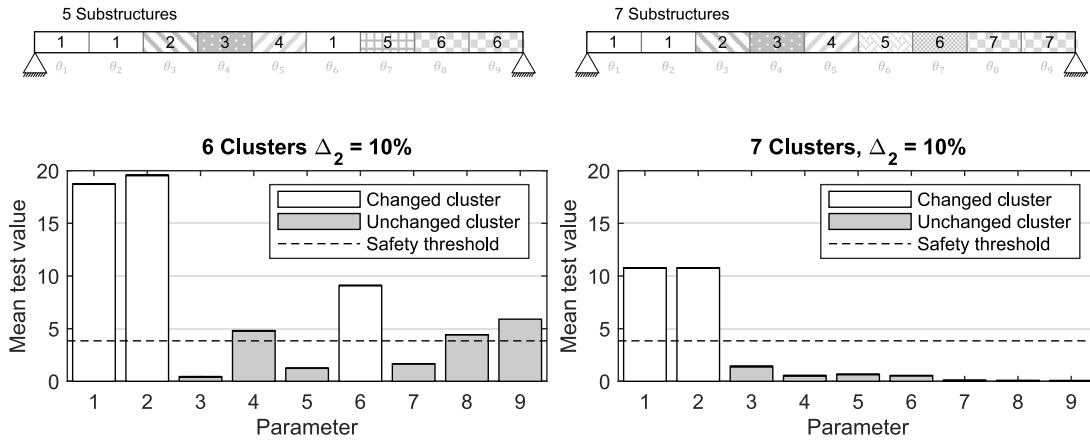 5 Substructures
1 1 2 3 4 1 5 6 6
θ1 θ2 θ3 θ4 θ5 θ6 θ7 θ8 θ9
7 Substructures
1 1 2 3 4 5 6 7 7
θ1 θ2 θ3 θ4 θ5 θ6 θ7 θ8 θ9
6 Clusters Δ2 = 10%
Mean test value
20
15
10
5
0
Changed cluster
Unchanged cluster
Safety threshold
1 2 3 4 5 6 7 8 9
Parameter
7 Clusters, Δ2 = 10%
Mean test value
20
15
10
5
0
Changed cluster
Unchanged cluster
Safety threshold
1 2 3 4 5 6 7 8 9
Parameter